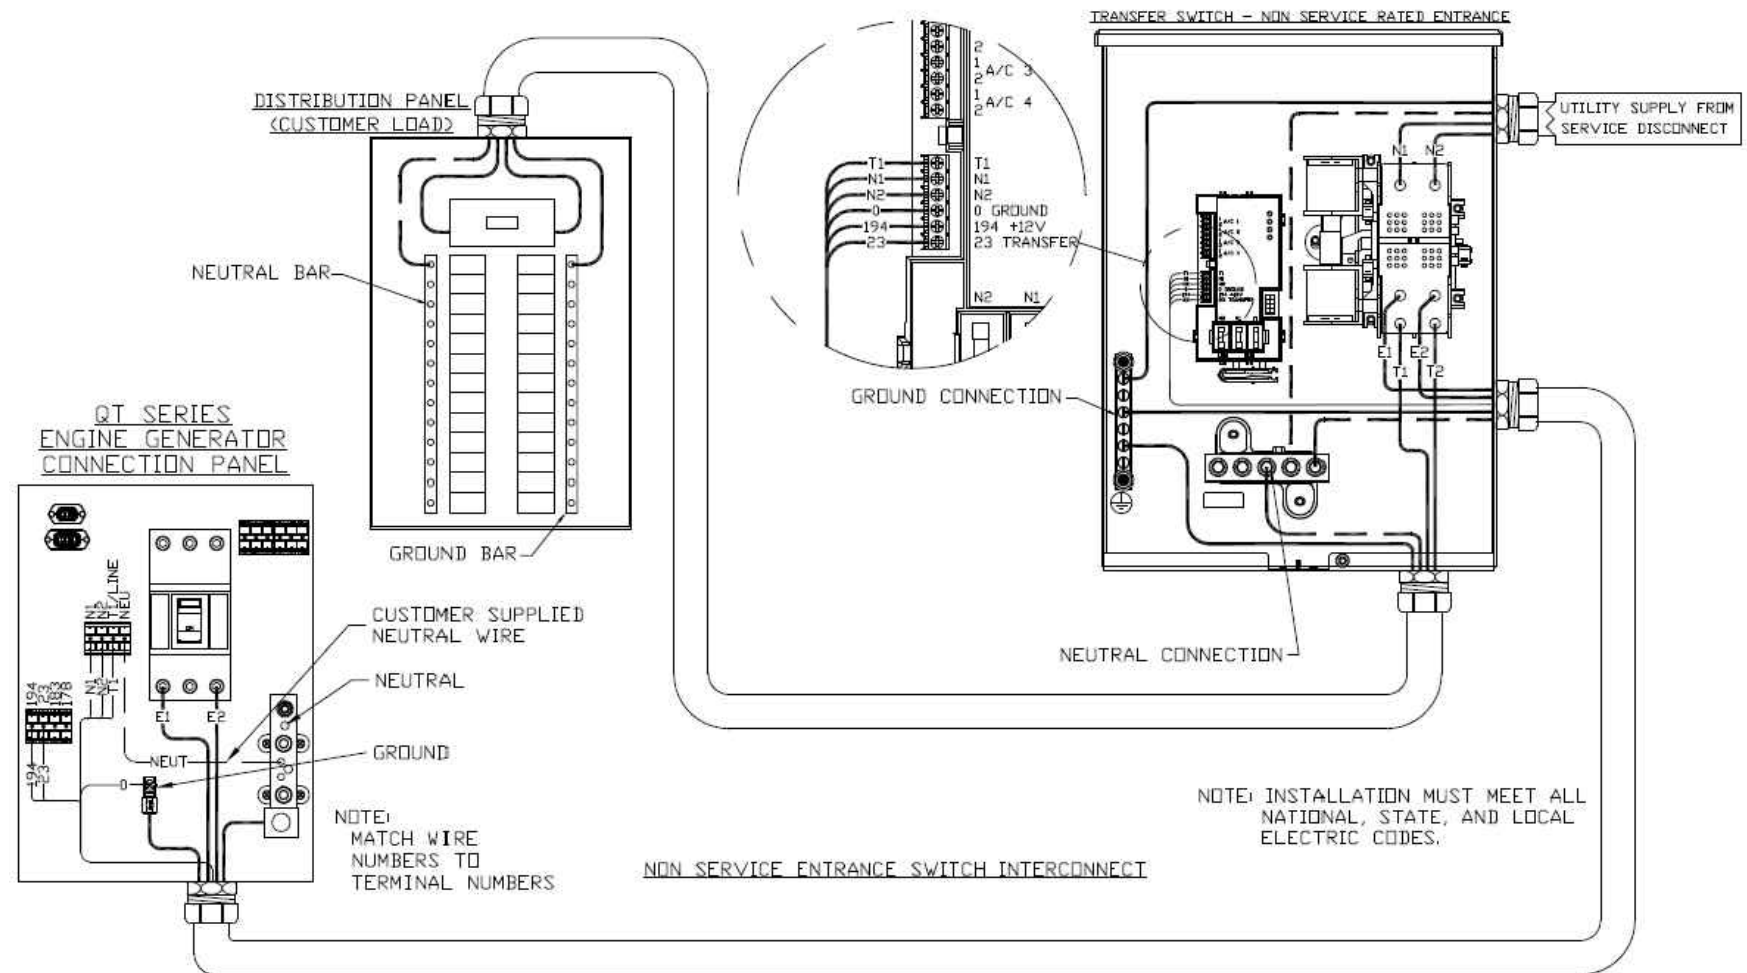 TRANSFER SWITCH - NON SERVICE RATED ENTRANCE
DISTRIBUTION PANEL
(CUSTOMER LOAD)
NEUTRAL BAR
GROUND BAR
2
1
2
A/C 3
1
2
A/C 4
T1
N1
N2
0
194
23
T1
N1
N2
0 GROUND
194 +12V
23 TRANSFER
N2
N1
UTILITY SUPPLY FROM
SERVICE DISCONNECT
N1
N2
E1
E2
T1
T2
GROUND CONNECTION
NEUTRAL CONNECTION
QT SERIES
ENGINE GENERATOR
CONNECTION PANEL
N1
N2
T1/LINE
NEU
N1
N2
T1
194
23
183
178
194
23
E1
E2
NEUT
0
CUSTOMER SUPPLIED
NEUTRAL WIRE
NEUTRAL
GROUND
NOTE:
MATCH WIRE
NUMBERS TO
TERMINAL NUMBERS
NON SERVICE ENTRANCE SWITCH INTERCONNECT
NOTE: INSTALLATION MUST MEET ALL
NATIONAL, STATE, AND LOCAL
ELECTRIC CODES.